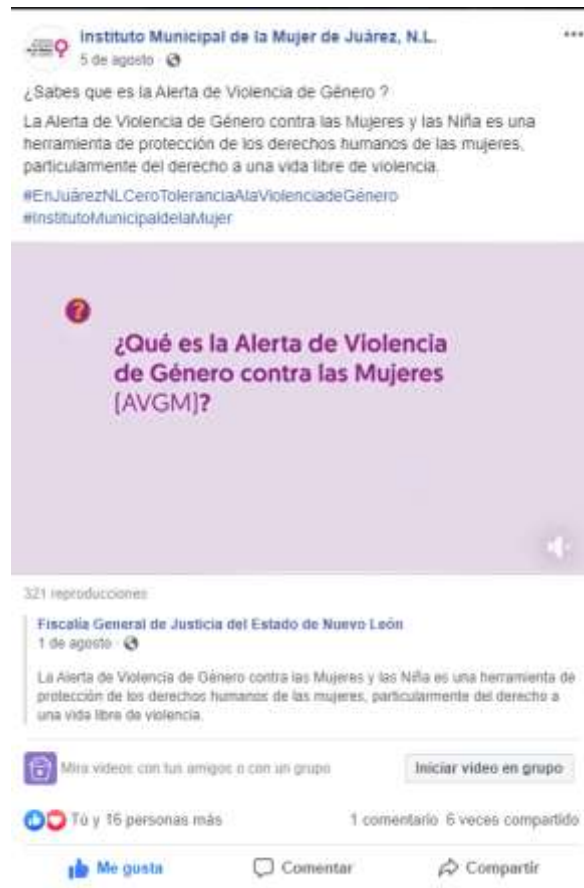 Instituto Municipal de la Mujer de Juárez, N.L.
5 de agosto
¿Sabes que es la Alerta de Violencia de Género ?
La Alerta de Violencia de Género contra las Mujeres y las Niña es una
herramienta de protección de los derechos humanos de las mujeres,
particularmente del derecho a una vida libre de violencia.
#EnJuárezNLCeroToleranciaAlaViolenciadeGénero
#InstitutoMunicipaldelaMujer
¿Qué es la Alerta de Violencia
de Género contra las Mujeres
(AVGM)?
321 reproducciones
Fiscalía General de Justicia del Estado de Nuevo León
1 de agosto
La Alerta de Violencia de Género contra las Mujeres y las Niña es una herramienta de
protección de los derechos humanos de las mujeres, particularmente del derecho a
una vida libre de violencia.
Mira videos con tus amigos o con un grupo
Iniciar video en grupo
Tú y 16 personas más
1 comentario 6 veces compartido
Me gusta
Comentar
Compartir